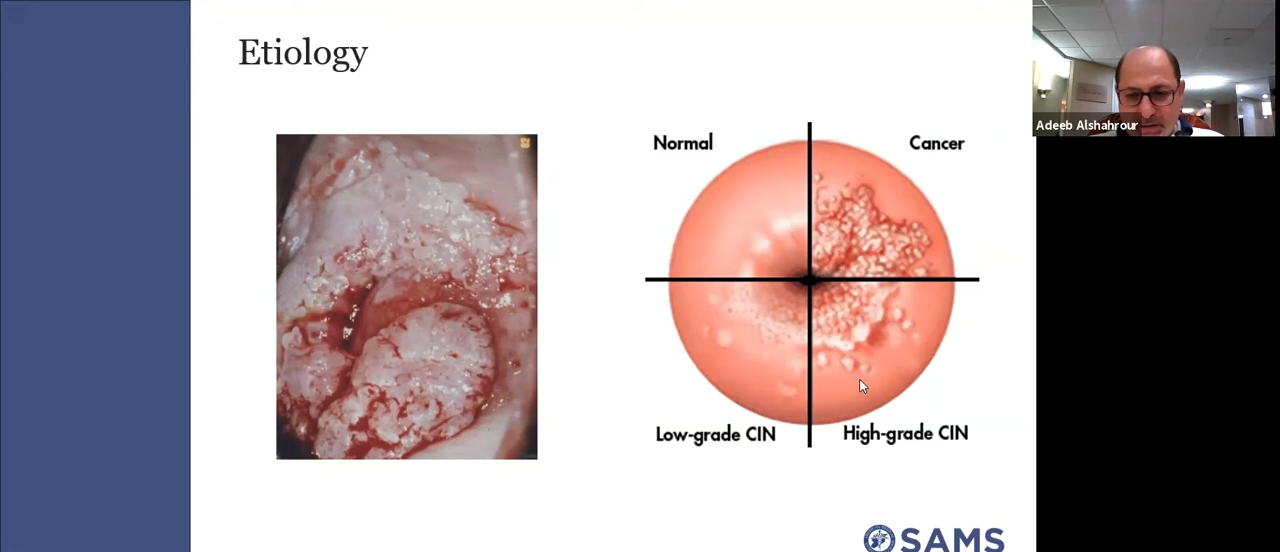 Etiology
Normal
Cancer
Low-grade CIN
High-grade CIN
Adeeb Alshahrour
SAMS